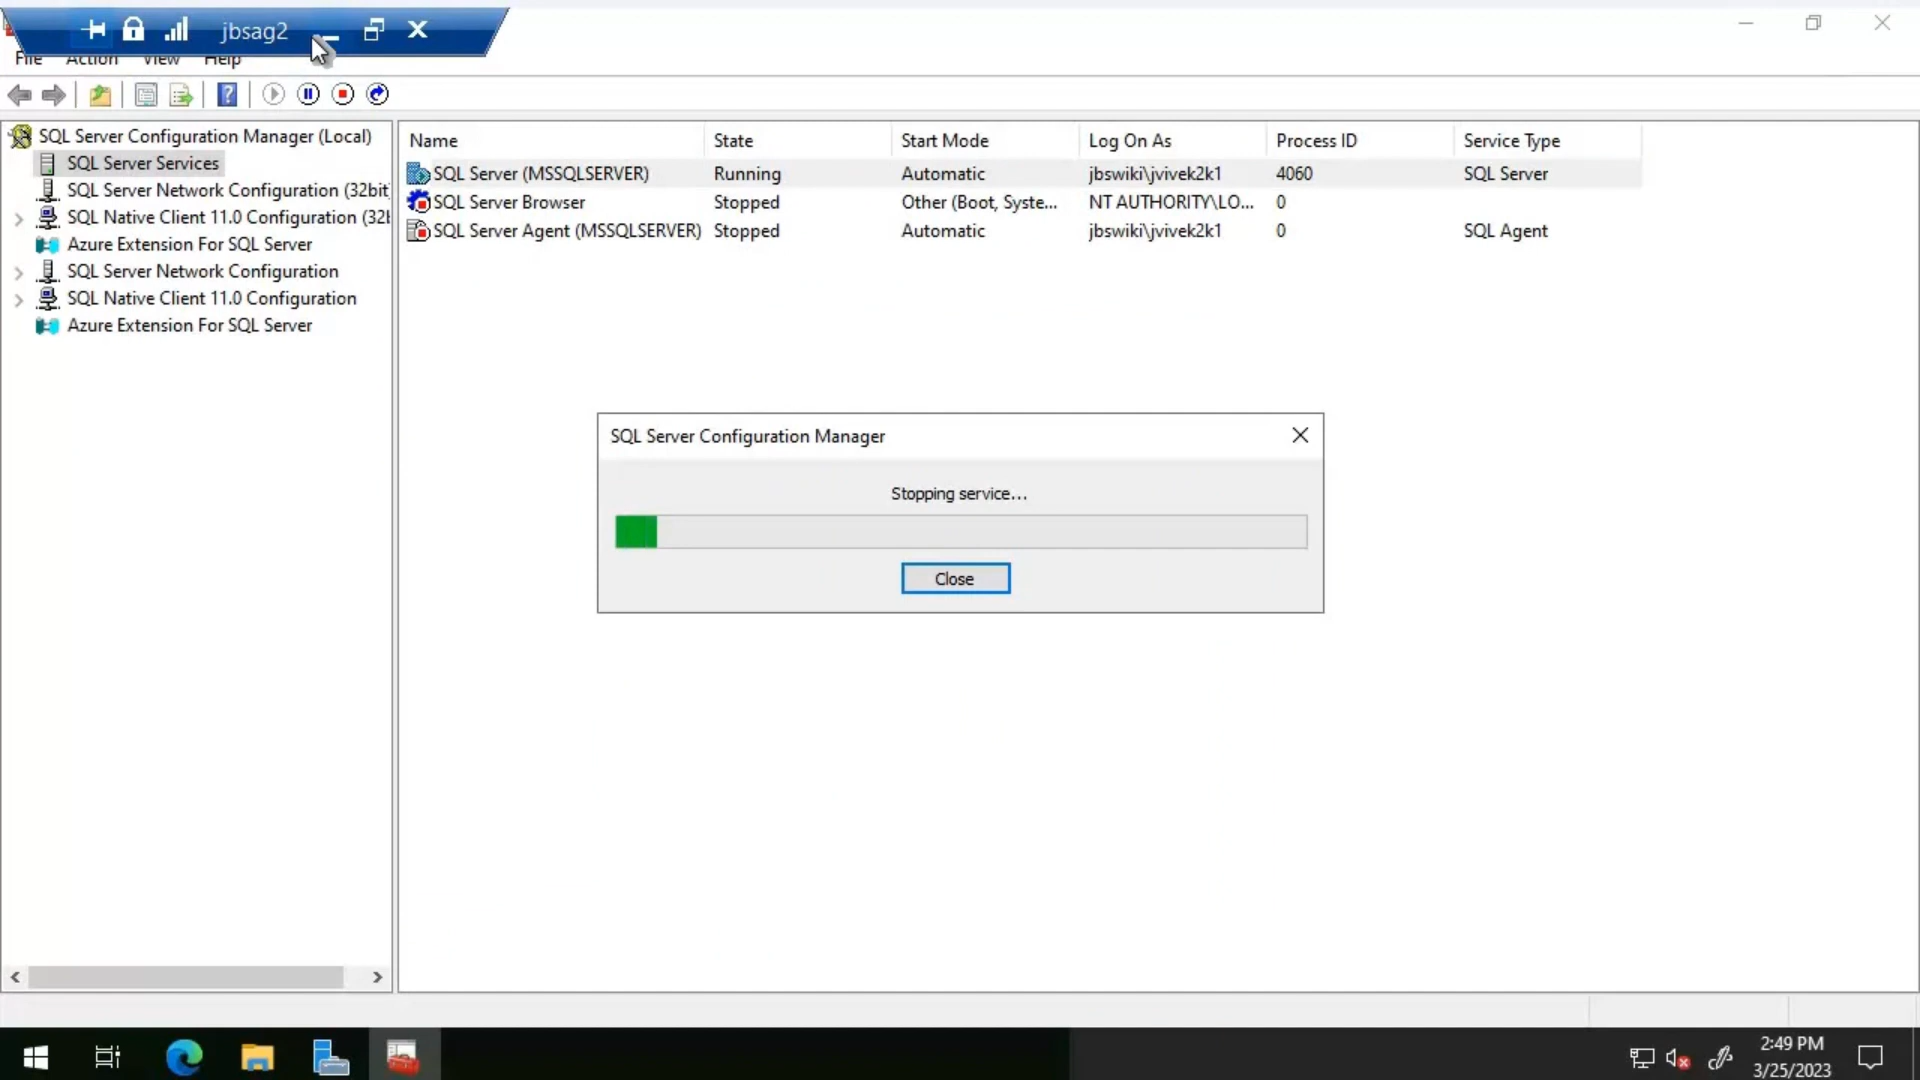 jbsag2
File Action View Help
SQL Server Configuration Manager (Local)
SQL Server Services
SQL Server Network Configuration (32bit
SQL Native Client 11.0 Configuration (32b
Azure Extension For SQL Server
SQL Server Network Configuration
SQL Native Client 11.0 Configuration
Azure Extension For SQL Server
Name State Start Mode Log On As Process ID Service Type
SQL Server (MSSQLSERVER) Running Automatic jbswiki\jvivek2k1 4060 SQL Server
SQL Server Browser Stopped Other (Boot, Syste... NT AUTHORITY\LO... 0
SQL Server Agent (MSSQLSERVER) Stopped Automatic jbswiki\jvivek2k1 0 SQL Agent
SQL Server Configuration Manager
Stopping service...
Close
2:49 PM
3/25/2023